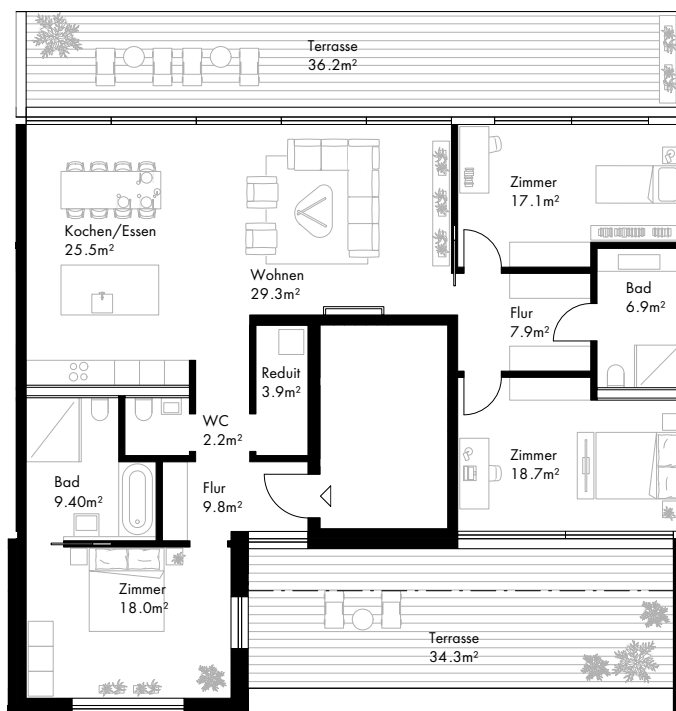 Terrasse
36.2m²
Zimmer
17.1m²
Kochen/Essen
25.5m²
Wohnen
29.3m²
Bad
6.9m²
Flur
7.9m²
Reduit
3.9m²
WC
2.2m²
Zimmer
18.7m²
Bad
9.40m²
Flur
9.8m²
Zimmer
18.0m²
Terrasse
34.3m²